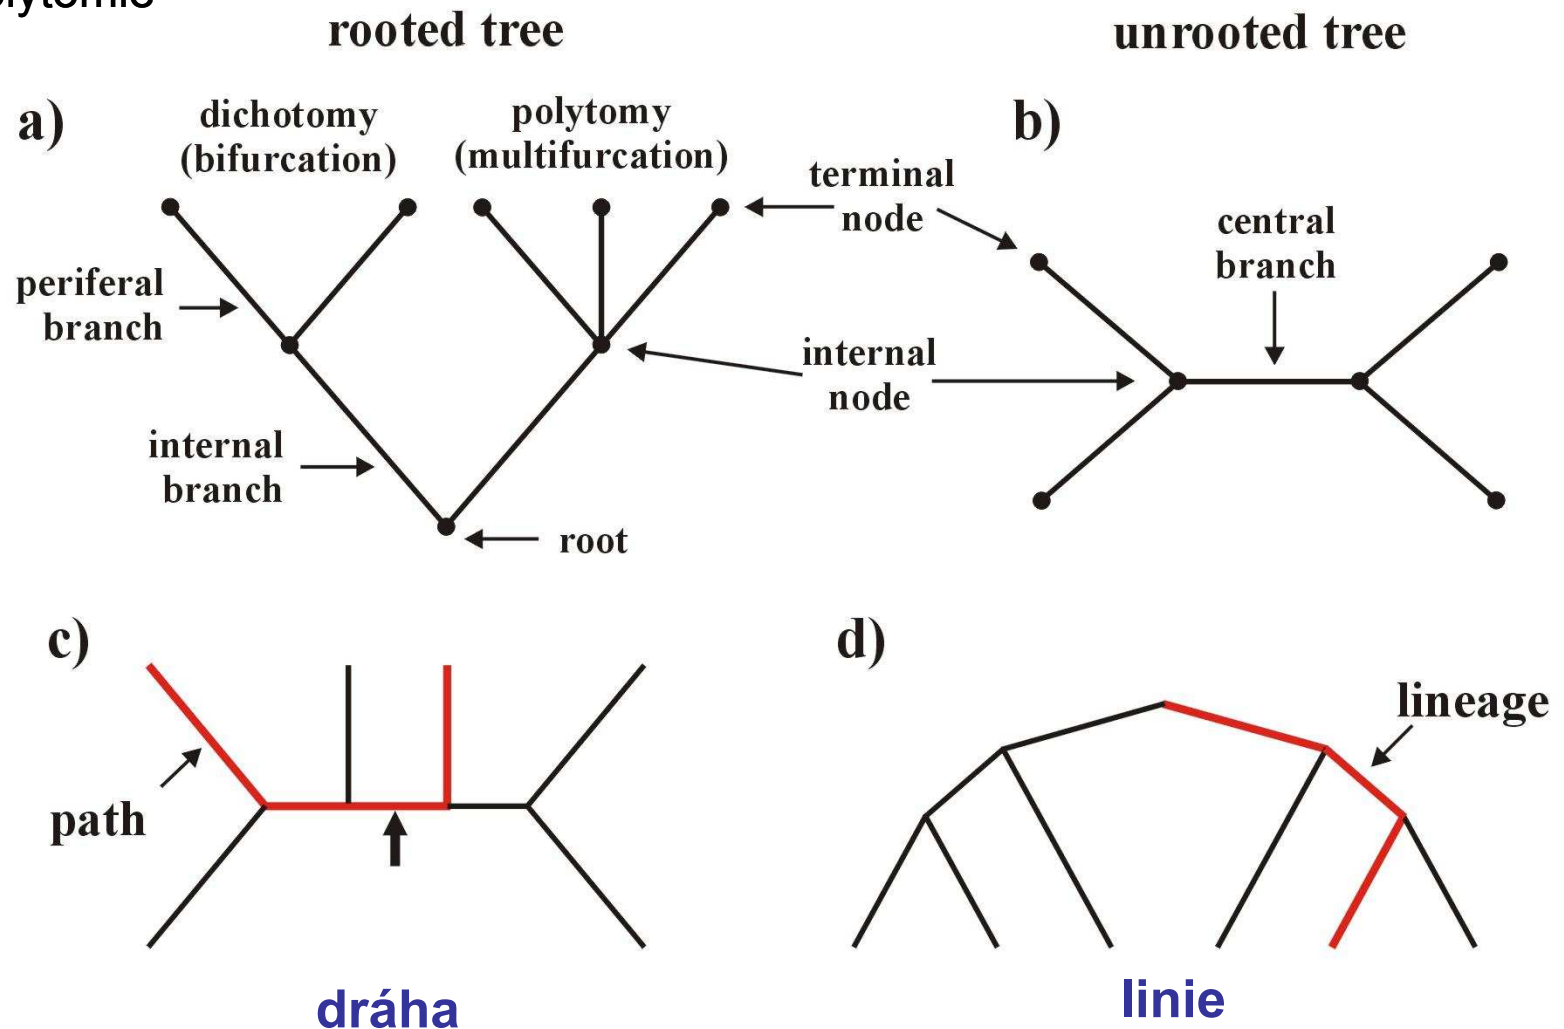 rooted tree
unrooted tree
a)
dichotomy
(bifurcation)
polytomy
(multifurcation)
b)
terminal
node
central
branch
periferal
branch
internal
node
internal
branch
root
c)
d)
lineage
path
dráha
linie